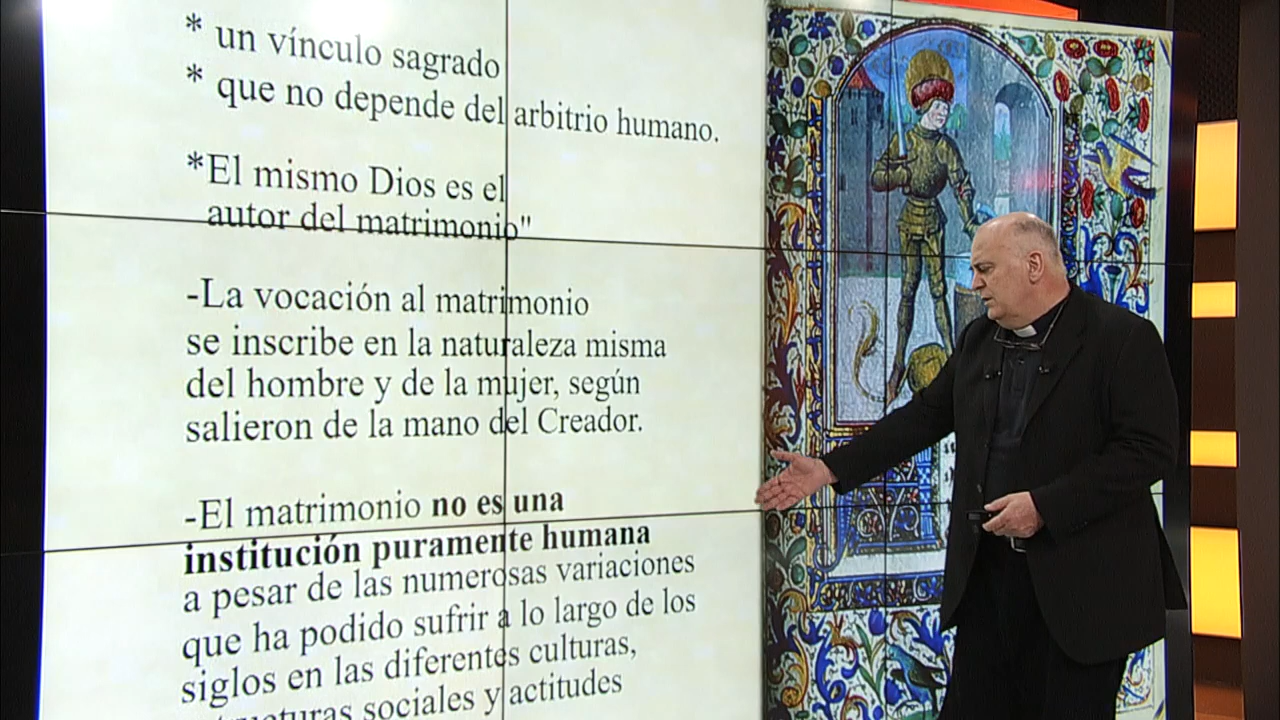 * un vínculo sagrado
* que no depende del arbitrio humano.
*El mismo Dios es el
autor del matrimonio"
-La vocación al matrimonio
se inscribe en la naturaleza misma
del hombre y de la mujer, según
salieron de la mano del Creador.
-El matrimonio no es una
institución puramente humana
a pesar de las numerosas variaciones
que ha podido sufrir a lo largo de los
siglos en las diferentes culturas,
estructuras sociales y actitudes